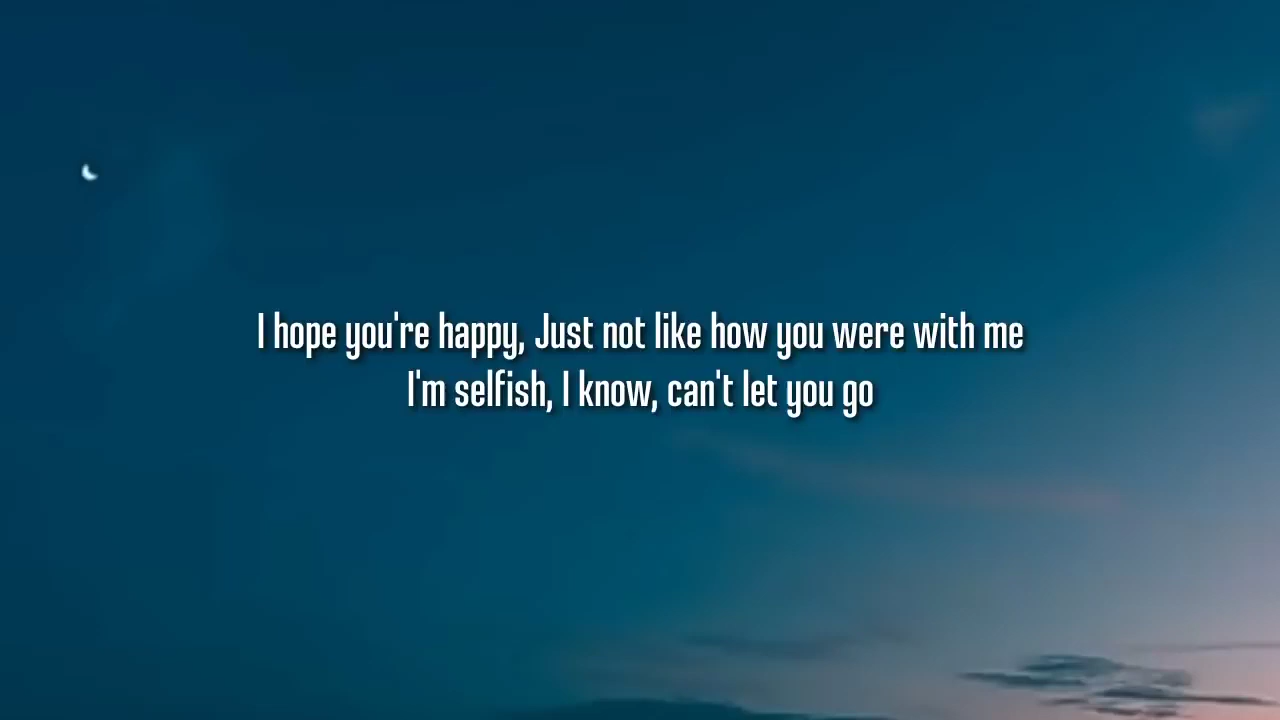 I hope you're happy, Just not like how you were with me
I'm selfish, I know, can't let you go